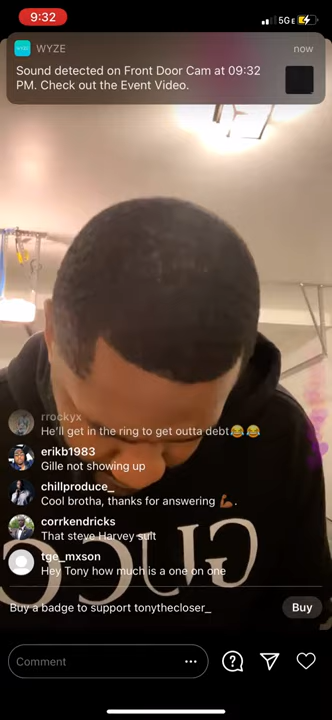 9:32
5GE
WYZE
now
Sound detected on Front Door Cam at 09:32
PM. Check out the Event Video.
rrockyx
He'll get in the ring to get outta debt😂😂
erikb1983
Gille not showing up
chillproduce_
Cool brotha, thanks for answering 💪🏾.
corrkendricks
That steve Harvey suit
tge_mxson
Hey Tony how much is a one on one
Buy a badge to support tonythecloser_
Buy
Comment